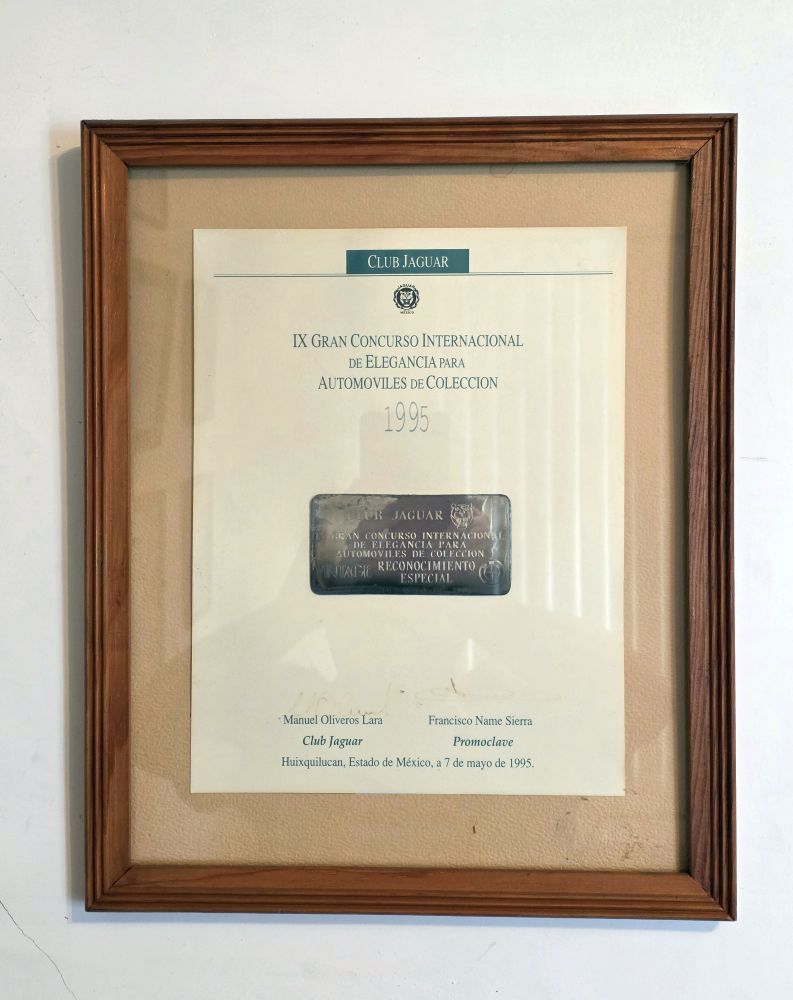 CLUB JAGUAR
JAGUAR
MEXICO
IX GRAN CONCURSO INTERNACIONAL
DE ELEGANCIA PARA
AUTOMOVILES DE COLECCION
1995
CLUB JAGUAR
GRAN CONCURSO INTERNACIONAL
DE ELEGANCIA PARA
AUTOMOVILES DE COLECCION
RECONOCIMIENTO
ESPECIAL
Manuel Oliveros Lara Francisco Name Sierra
Club Jaguar Promoclave
Huixquilucan, Estado de México, a 7 de mayo de 1995.